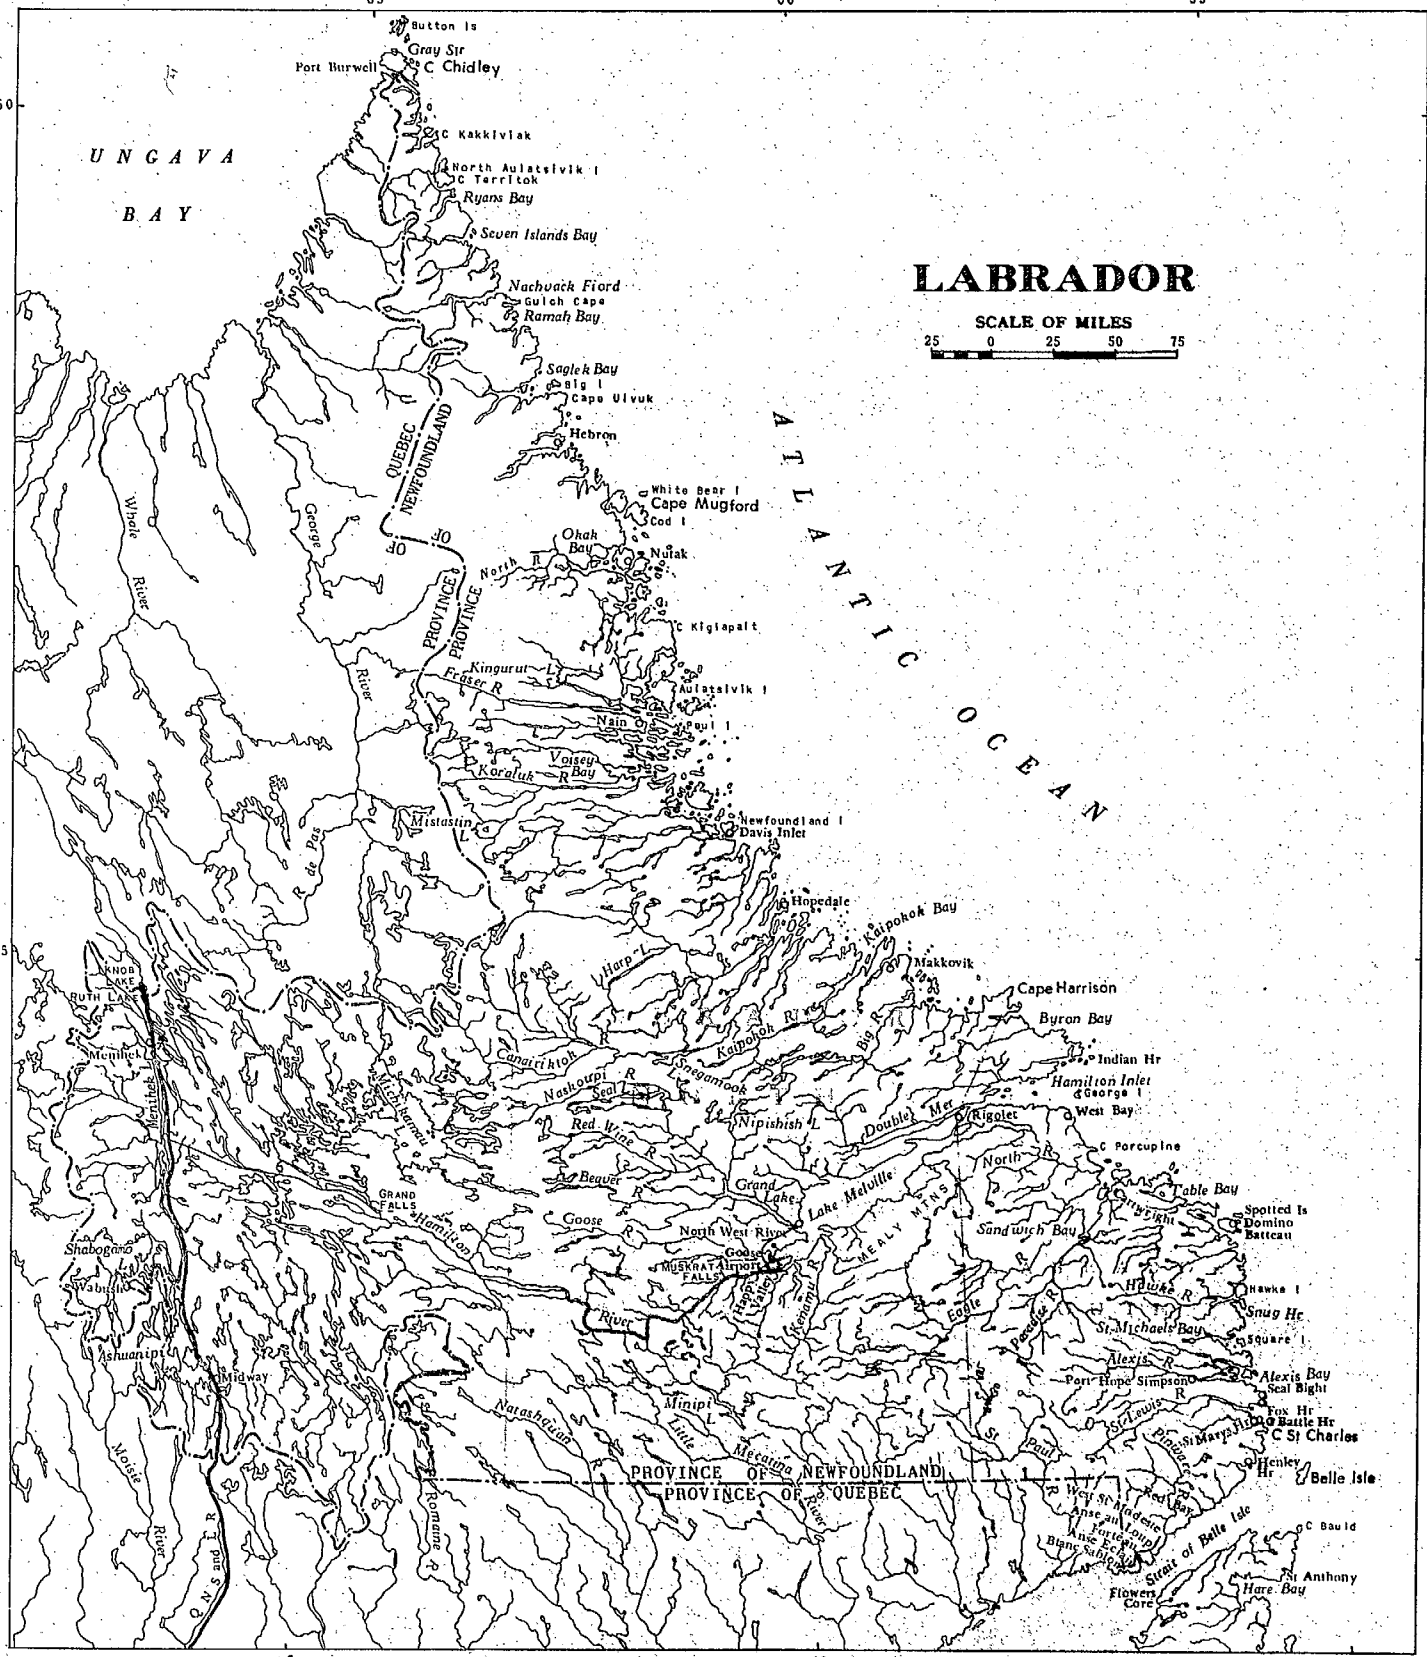 65
60
55
Button Is
Gray Str
Port Burwell
C Chidley
60
C Kakkiviak
UNGAVA
BAY
North Aulatsivik I
C Territok
Ryans Bay
Seven Islands Bay
LABRADOR
SCALE OF MILES
25 0 25 50 75
Nachvack Fiord
Gulch Cape
Ramah Bay
Saglek Bay
Big I
Cape Uivuk
ATLANTIC OCEAN
QUEBEC
NEWFOUNDLAND
Hebron
White Bear I
Cape Mugford
Cod I
Whale
River
George
River
OF
OF
PROVINCE
PROVINCE
Okak
Bay
North R
Nutak
C Kiglapait
Kingurut L
Fraser R
Aulatsivik I
Nain
Paul I
Voisey
Bay
Koraluk R
Mistastin
L
Newfoundland I
Davis Inlet
R de Pas
Hopedale
Kaipokok Bay
Harp L
Makkovik
KNOB
LAKE
RUTH LAKE
Cape Harrison
Byron Bay
Kaipokok River
Big R
Menihek
Menihek L
Canairiktok R
Snegamook
Indian Hr
Hamilton Inlet
George I
Michikamau
L
Naskoupi R
Seal L
Nipishish L
Double Mer
Rigolet
West Bay
Red Wine R
C Porcupine
North R
Beaver R
Grand
Lake
Lake Melville
MEALY MTNS
Table Bay
Cartwright
GRAND
FALLS
Hamilton
River
Goose R
North West River
Sandwich Bay
Spotted Is
Domino
Batteau
Goose
Airport
MUSKRAT
FALLS
Happy
Valley
Kenamu R
Shabogamo
Wabush
Eagle R
Paradise R
Hawke R
Hawke I
Snug Hr
St Michaels Bay
Square I
Ashuanipi
Midway
Alexis R
Port Hope Simpson
Alexis Bay
Seal Bight
Minipi
L
St Lewis R
Fox Hr
Battle Hr
C St Charles
St Marys Hr
Pinware R
Natashquan
Little Mecatina
River
St Paul
R
Henley
Hr
Belle Isle
Moisie
River
PROVINCE OF NEWFOUNDLAND
PROVINCE OF QUEBEC
Romaine R
Red Bay
West St Modeste
Anse au Loup
Forteau
Anse Eclair
Blanc Sablon
Strait of Belle Isle
QNS and LR
C Bauld
St Anthony
Hare Bay
Flowers
Cove